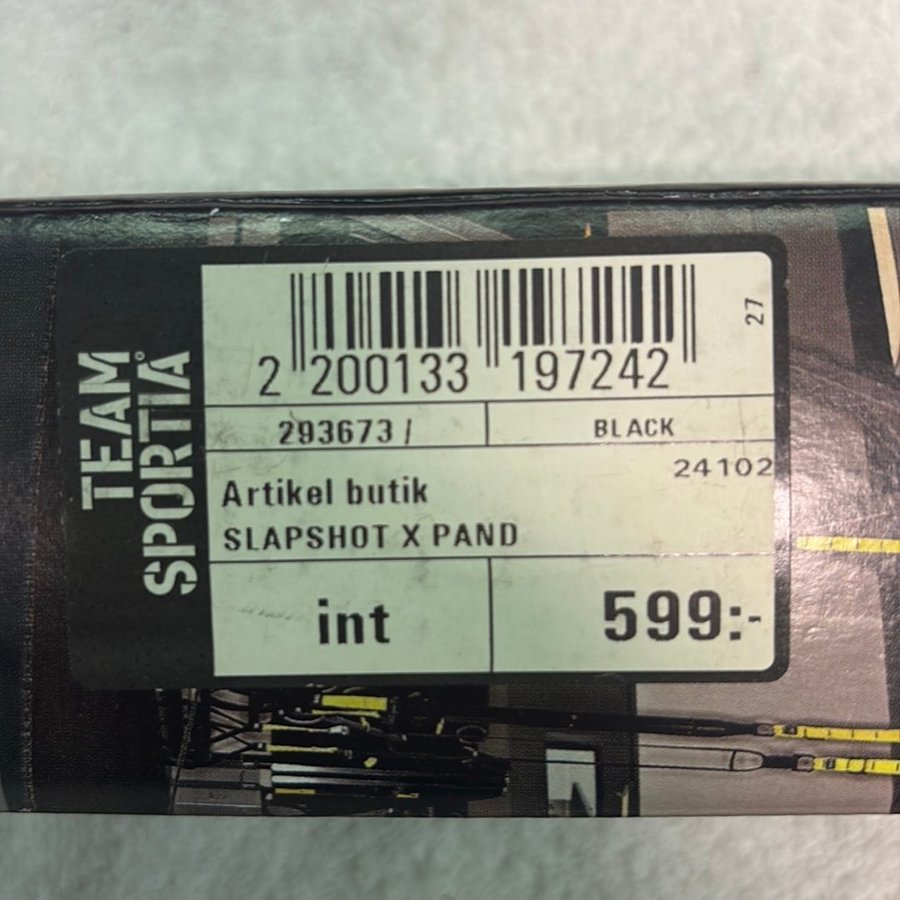 TEAM
SPORTIA
27
2 200133 197242
293673 / BLACK
24102
Artikel butik
SLAPSHOT X PAND
int 599:-